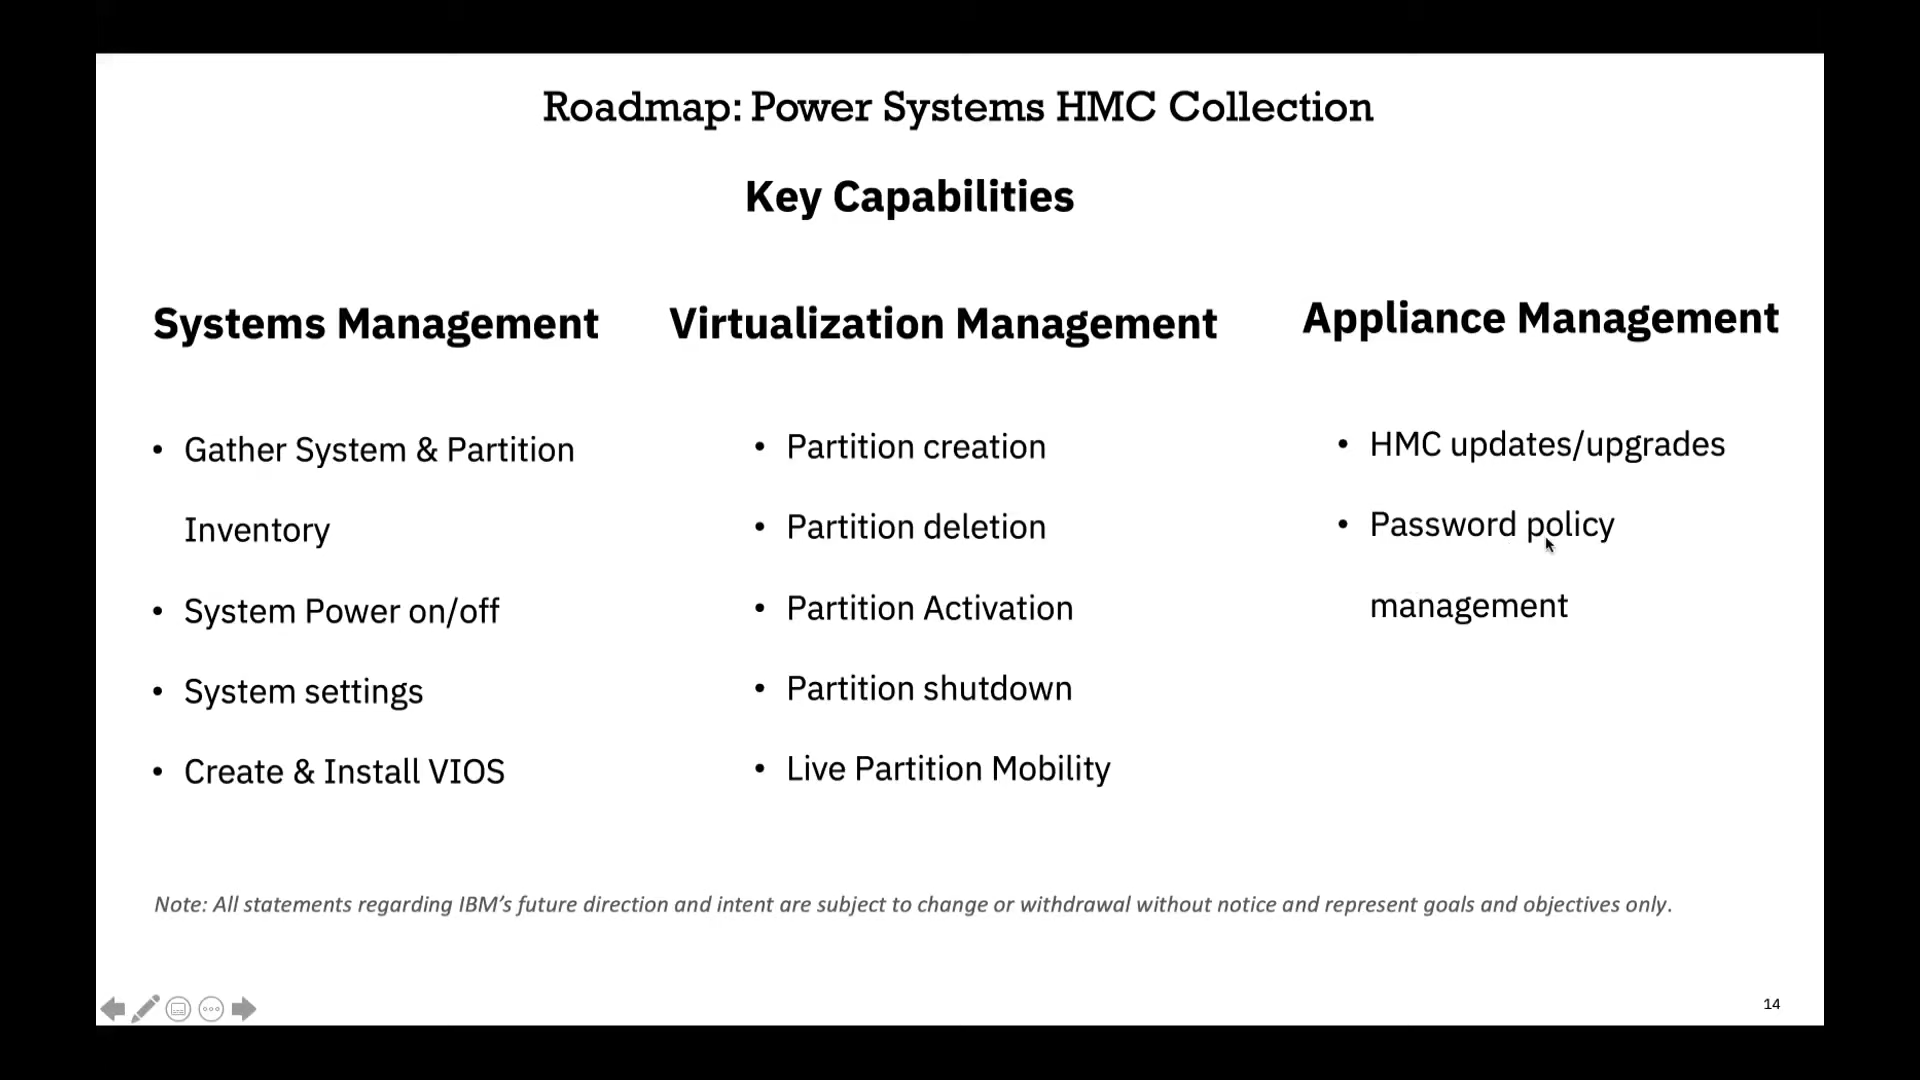 Roadmap: Power Systems HMC Collection
Key Capabilities
Systems Management
• Gather System & Partition
Inventory
• System Power on/off
• System settings
• Create & Install VIOS
Virtualization Management
• Partition creation
• Partition deletion
• Partition Activation
• Partition shutdown
• Live Partition Mobility
Appliance Management
• HMC updates/upgrades
• Password policy
management
Note: All statements regarding IBM’s future direction and intent are subject to change or withdrawal without notice and represent goals and objectives only.
14